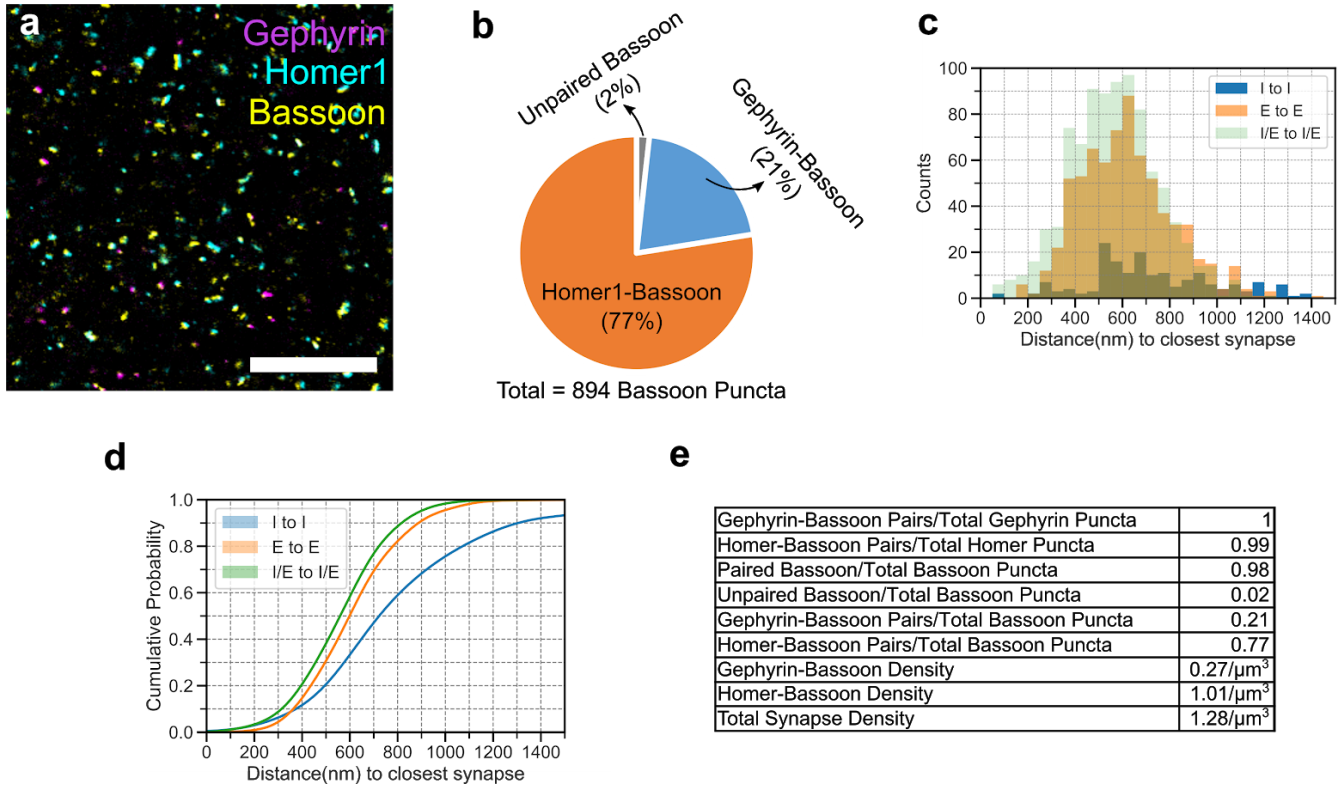 a
Gephyrin
Homer1
Bassoon
b
Unpaired Bassoon
(2%)
Gephyrin-Bassoon
(21%)
Homer1-Bassoon
(77%)
Total = 894 Bassoon Puncta
c
100
80
60
40
20
0
Counts
I to I
E to E
I/E to I/E
0 200 400 600 800 1000 1200 1400
Distance(nm) to closest synapse
d
1.0
0.8
0.6
0.4
0.2
0.0
Cumulative Probability
I to I
E to E
I/E to I/E
0 200 400 600 800 1000 1200 1400
Distance(nm) to closest synapse
e
Gephyrin-Bassoon Pairs/Total Gephyrin Puncta 1
Homer-Bassoon Pairs/Total Homer Puncta 0.99
Paired Bassoon/Total Bassoon Puncta 0.98
Unpaired Bassoon/Total Bassoon Puncta 0.02
Gephyrin-Bassoon Pairs/Total Bassoon Puncta 0.21
Homer-Bassoon Pairs/Total Bassoon Puncta 0.77
Gephyrin-Bassoon Density 0.27/µm³
Homer-Bassoon Density 1.01/µm³
Total Synapse Density 1.28/µm³